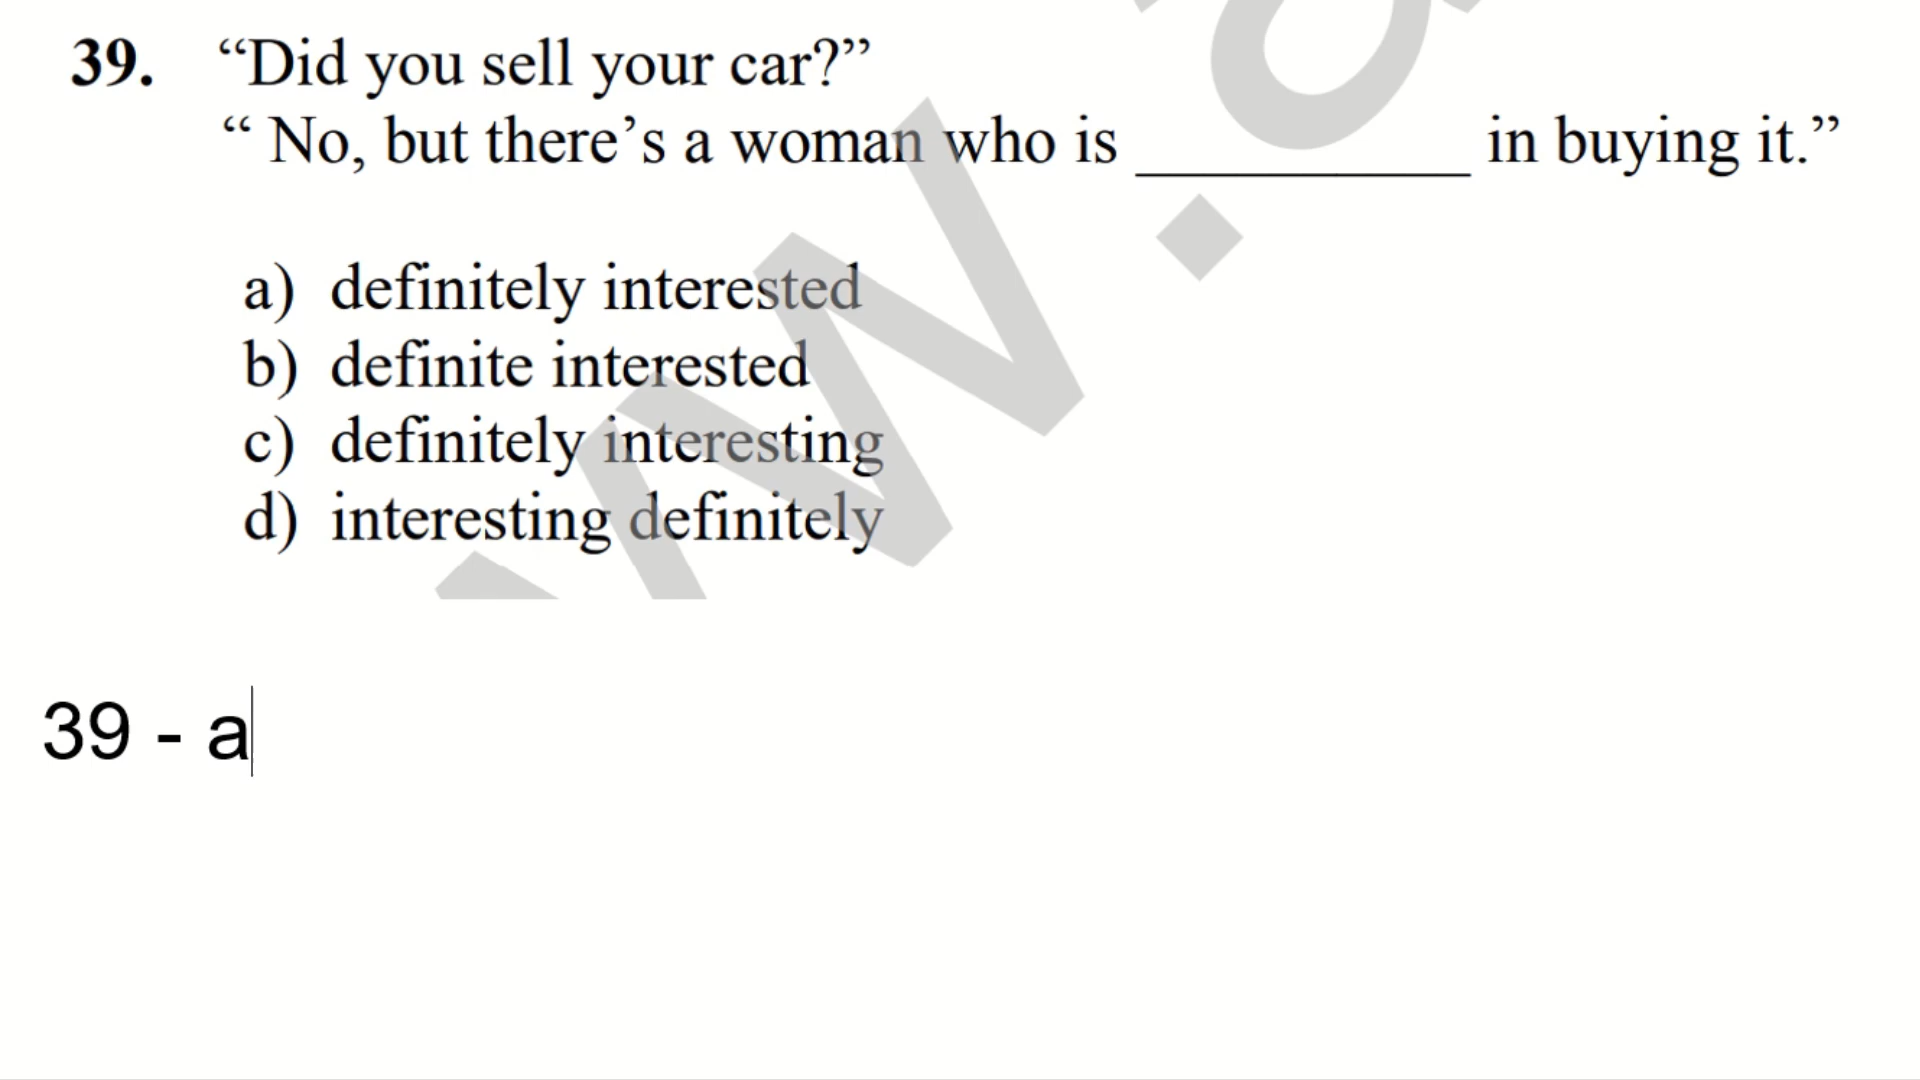 39. “Did you sell your car?”
“ No, but there’s a woman who is __________ in buying it.”
a) definitely interested
b) definite interested
c) definitely interesting
d) interesting definitely
39 - a